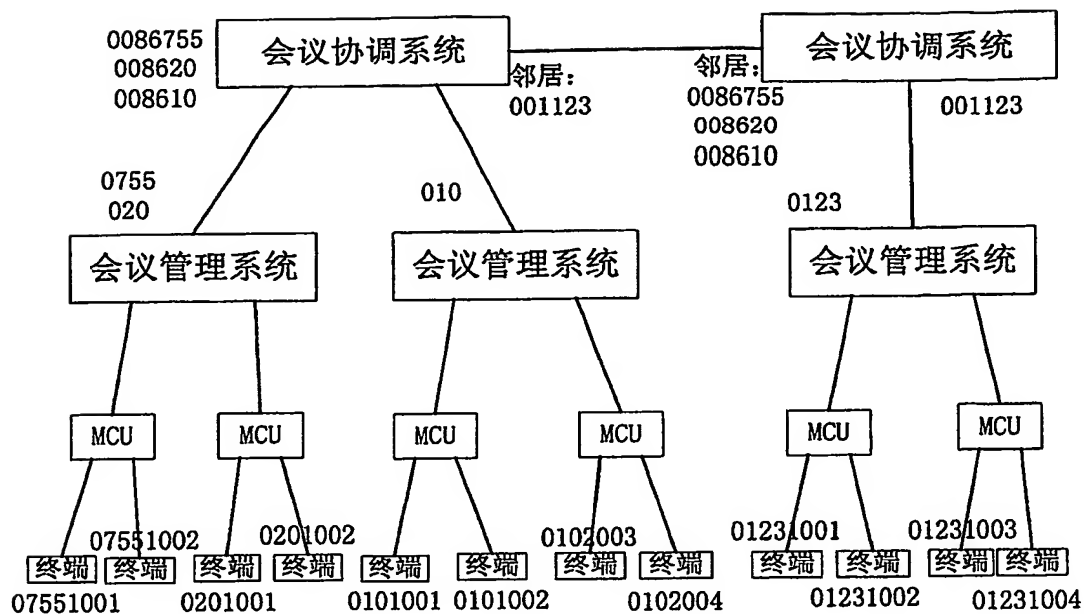 0086755
008620
008610
会议协调系统
邻居：
001123
会议协调系统
邻居：
0086755
008620
008610
001123
0755
020
010
0123
会议管理系统
会议管理系统
会议管理系统
MCU
MCU
MCU
MCU
MCU
MCU
07551002
0201002
0102003
01231001
01231003
终端
终端
终端
终端
终端
终端
终端
终端
终端
终端
终端
终端
07551001
0201001
0101001
0101002
0102004
01231002
01231004